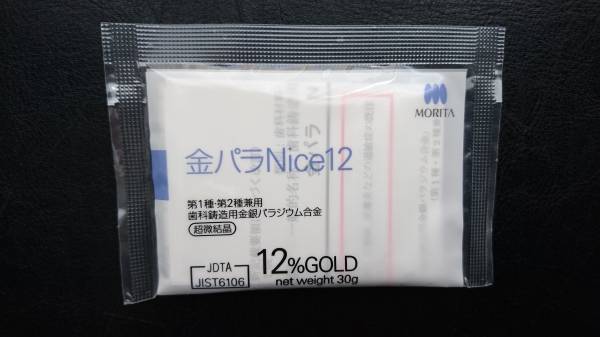 MORITA
金パラNice12
第1種・第2種兼用
歯科鋳造用金銀パラジウム合金
超微結晶
JDTA
JIST6106
12%GOLD
net weight 30g